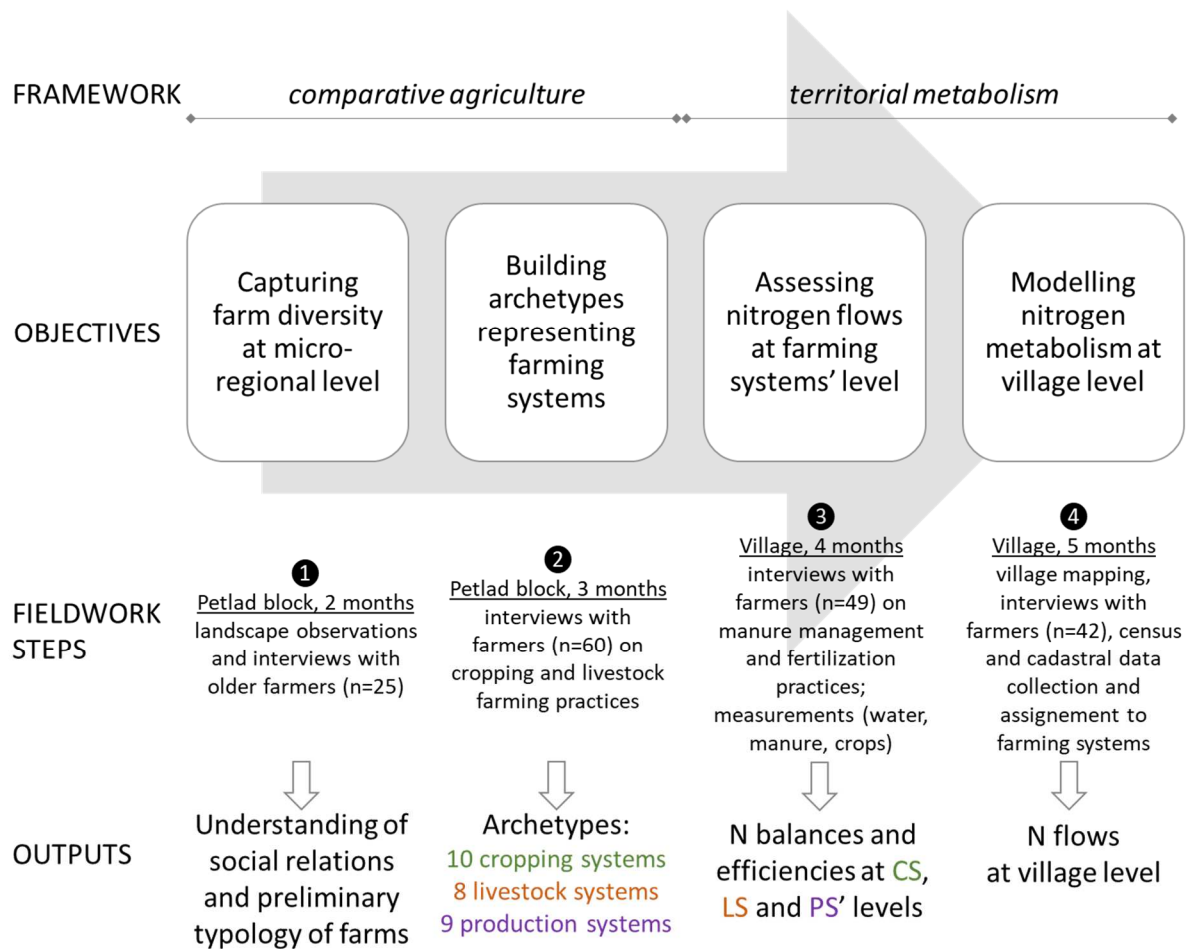 FRAMEWORK
comparative agriculture
territorial metabolism
OBJECTIVES
Capturing
farm diversity
at micro-
regional level
Building
archetypes
representing
farming
systems
Assessing
nitrogen flows
at farming
systems' level
Modelling
nitrogen
metabolism at
village level
FIELDWORK
STEPS
1
Petlad block, 2 months
landscape observations
and interviews with
older farmers (n=25)
2
Petlad block, 3 months
interviews with
farmers (n=60) on
cropping and livestock
farming practices
3
Village, 4 months
interviews with
farmers (n=49) on
manure management
and fertilization
practices;
measurements (water,
manure, crops)
4
Village, 5 months
village mapping,
interviews with
farmers (n=42), census
and cadastral data
collection and
assignement to
farming systems
OUTPUTS
Understanding of
social relations
and preliminary
typology of farms
Archetypes:
10 cropping systems
8 livestock systems
9 production systems
N balances and
efficiencies at CS,
LS and PS' levels
N flows
at village level